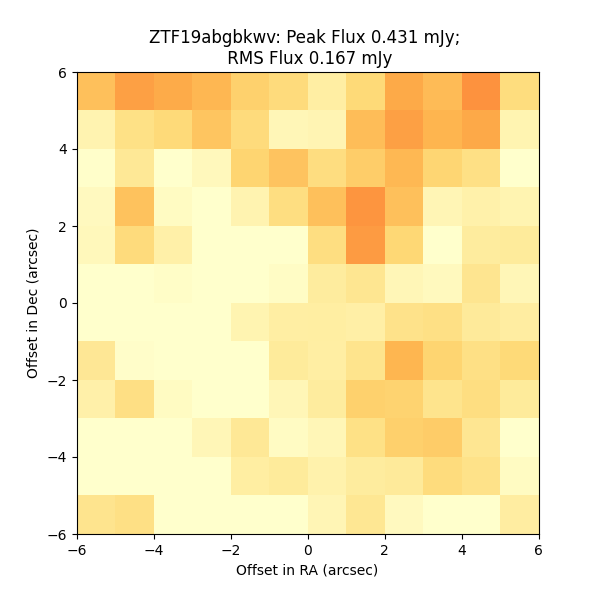 ZTF19abgbkwv: Peak Flux 0.431 mJy;
RMS Flux 0.167 mJy
6
4
2
0
−2
−4
−6
Offset in Dec (arcsec)
−6 −4 −2 0 2 4 6
Offset in RA (arcsec)